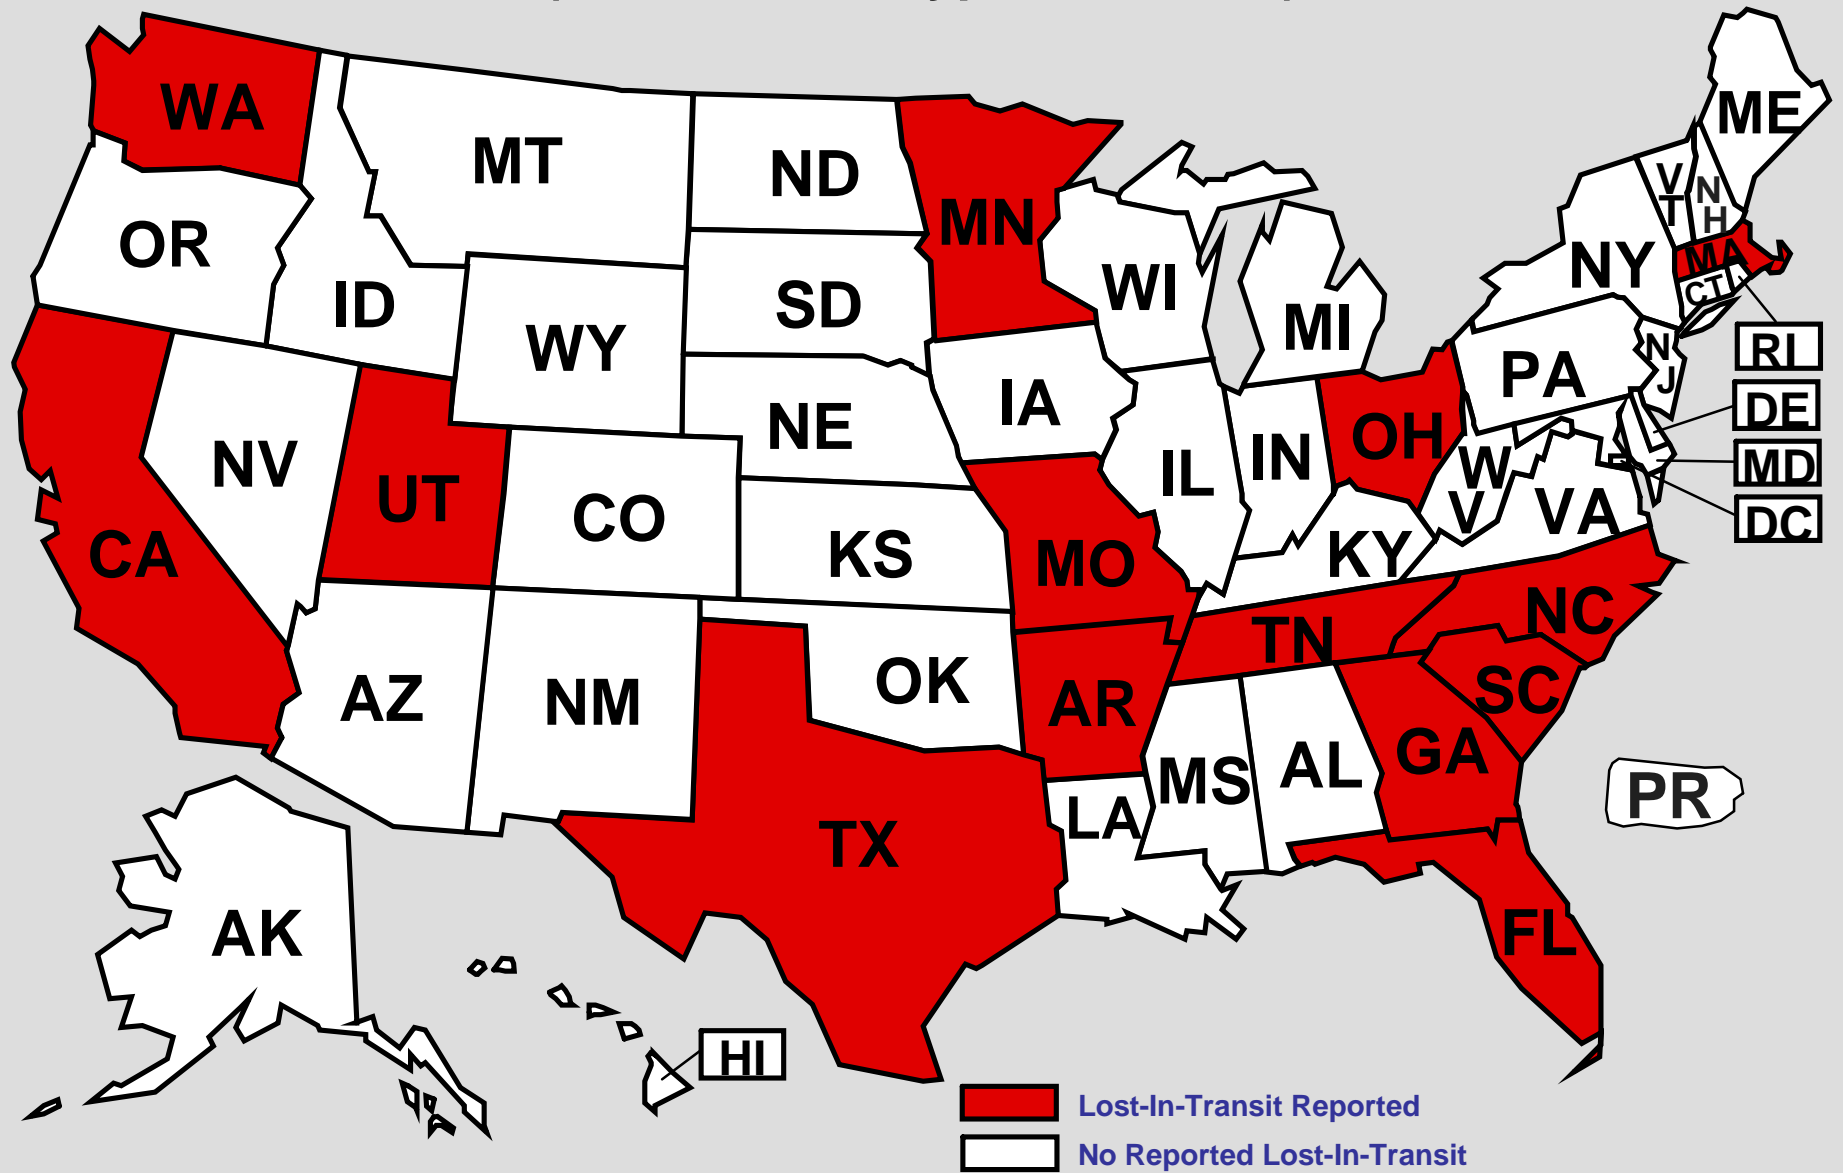 WA
MT
ND
MN
ME
VT
NH
OR
ID
SD
WI
NY
MA
CT
WY
MI
RI
PA
NJ
IA
NE
DE
NV
UT
OH
IN
IL
WV
MD
CO
VA
DC
CA
KS
MO
KY
NC
TN
AZ
NM
OK
AR
SC
GA
MS
AL
PR
LA
TX
AK
FL
HI
Lost-In-Transit Reported
No Reported Lost-In-Transit